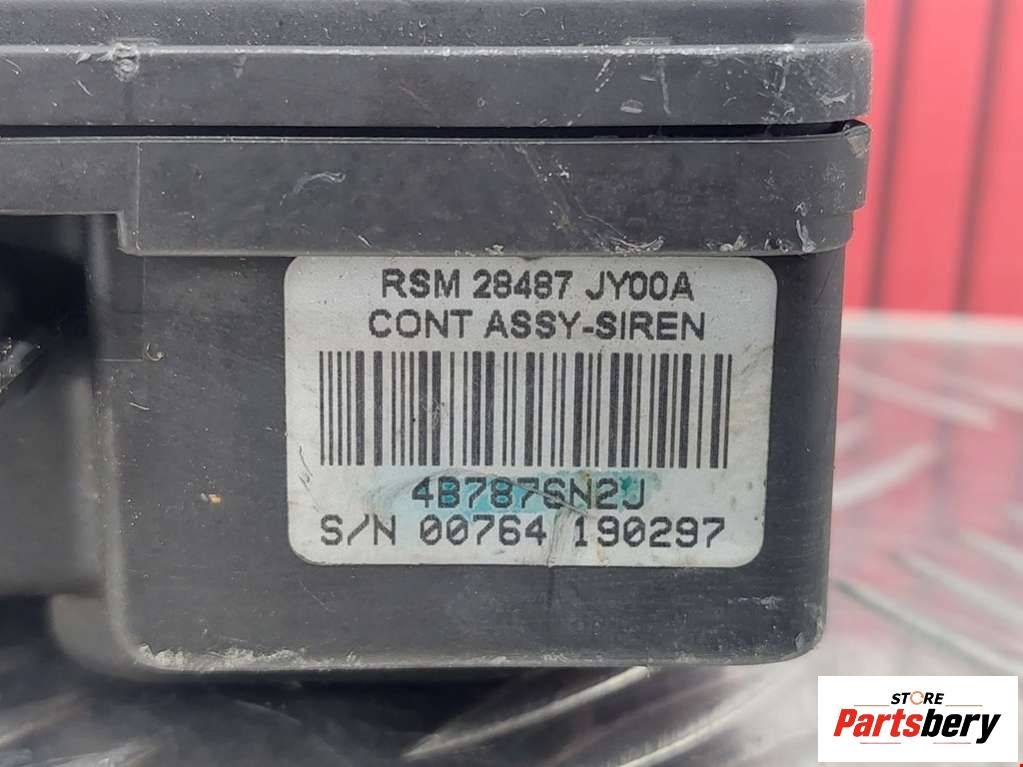 RSM 28487 JY00A
CONT ASSY-SIREN
4B787SN2J
S/N 00764 190297
STORE
Partsbery